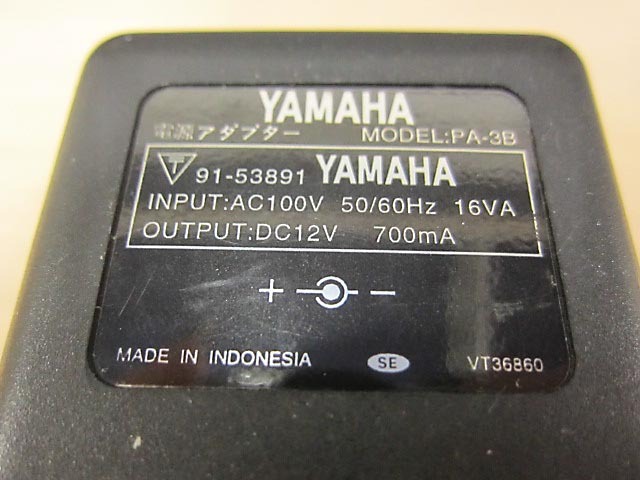 YAMAHA
電源アダプター MODEL:PA-3B
T 91-53891 YAMAHA
INPUT:AC100V 50/60Hz 16VA
OUTPUT:DC12V 700mA
+ −
MADE IN INDONESIA SE VT36860